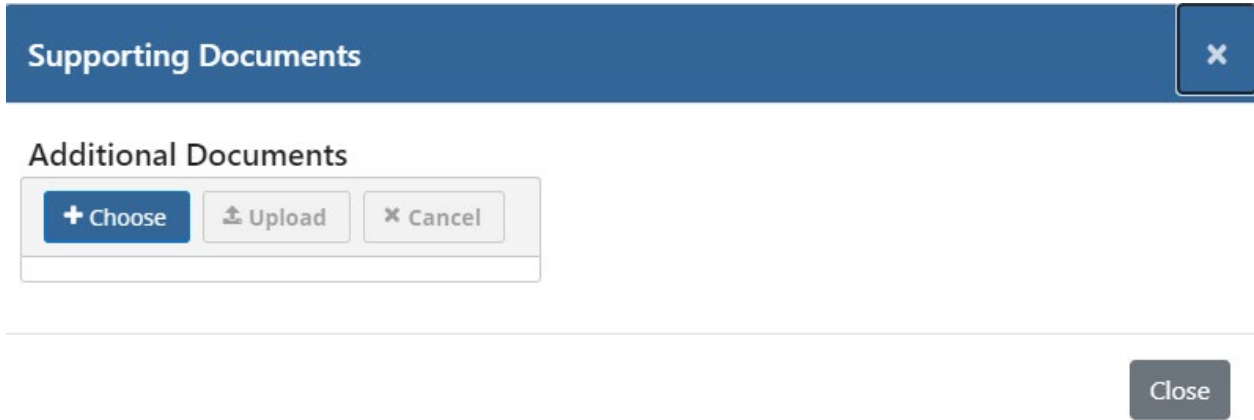 Supporting Documents ×
Additional Documents
+ Choose Upload × Cancel
Close